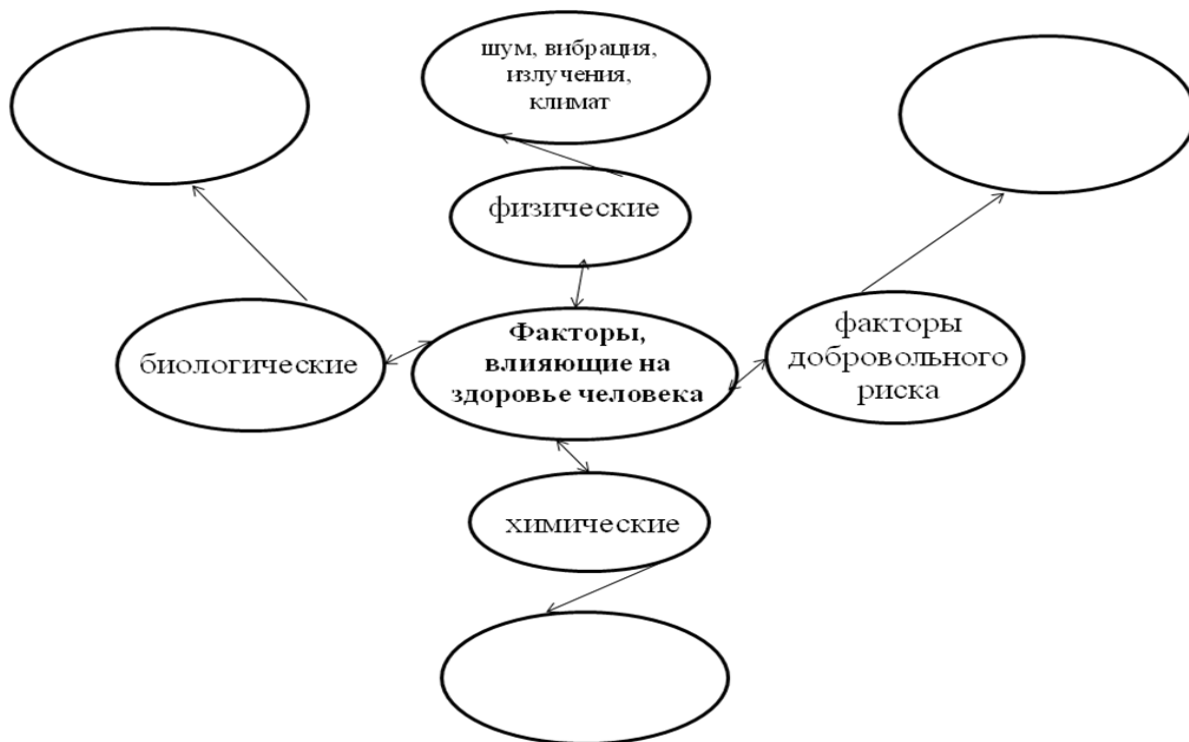 шум, вибрация,
излучения,
климат
физические
биологические
Факторы,
влияющие на
здоровье человека
факторы
добровольного
риска
химические